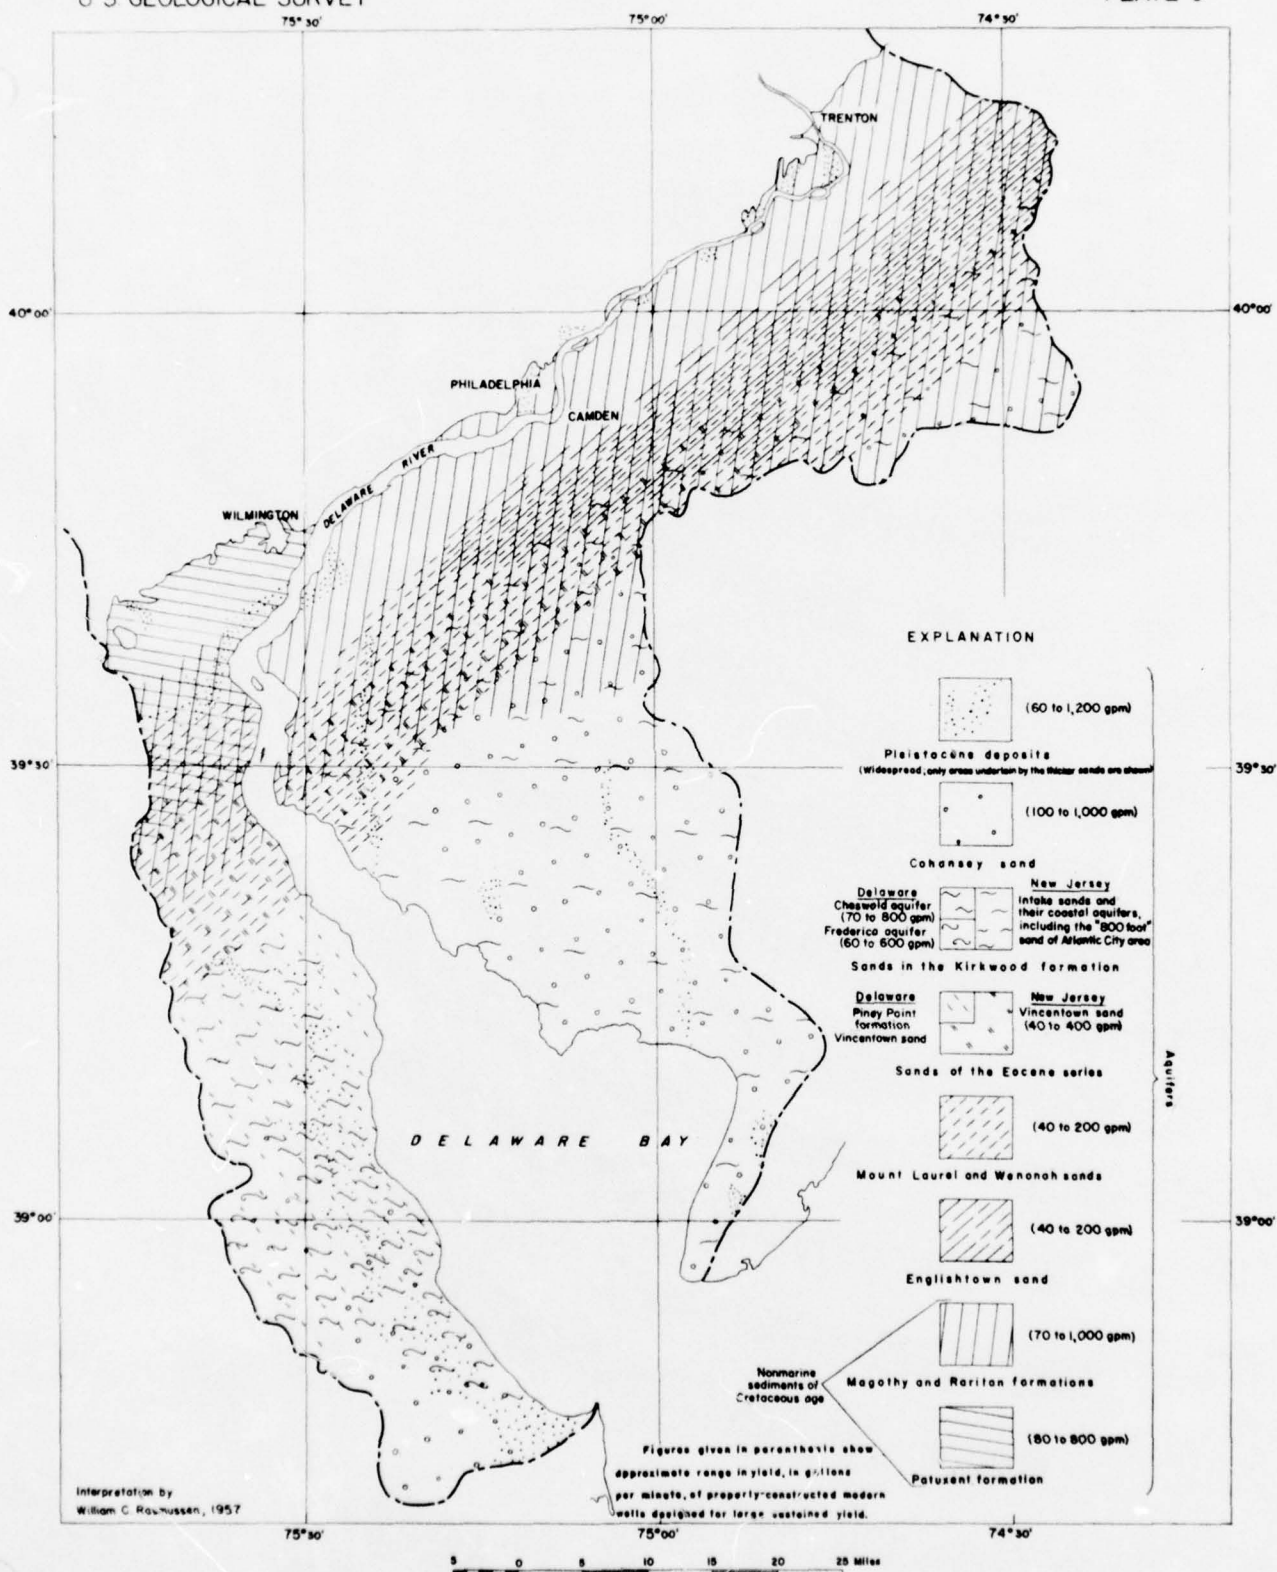 U S GEOLOGICAL SURVEY
75°30'
75°00'
74°30'
TRENTON
40°00'
40°00'
PHILADELPHIA
CAMDEN
DELAWARE RIVER
WILMINGTON
EXPLANATION
(60 to 1,200 gpm)
Pleistocene deposits
(Widespread; only areas underlain by the thicker sands are shown)
39°30'
39°30'
(100 to 1,000 gpm)
Cohansey sand
Delaware
Cheswold aquifer
(70 to 800 gpm)
Frederica aquifer
(60 to 600 gpm)
New Jersey
Intake sands and
their coastal aquifers,
including the "800 foot"
sand of Atlantic City area
Sands in the Kirkwood formation
Delaware
Piney Point
formation
Vincentown sand
New Jersey
Vincentown sand
(40 to 400 gpm)
Sands of the Eocene series
Aquifers
(40 to 200 gpm)
DELAWARE BAY
Mount Laurel and Wenonah sands
39°00'
39°00'
(40 to 200 gpm)
Englishtown sand
(70 to 1,000 gpm)
Nonmarine
sediments of
Cretaceous age
Magothy and Raritan formations
(80 to 800 gpm)
Patuxent formation
Figures given in parenthesis show
approximate range in yield, in gallons
per minute, of properly-constructed modern
wells designed for large sustained yield.
Interpretation by
William C. Rasmussen, 1957
75°30'
75°00'
74°30'
5 0 5 10 15 20 25 Miles